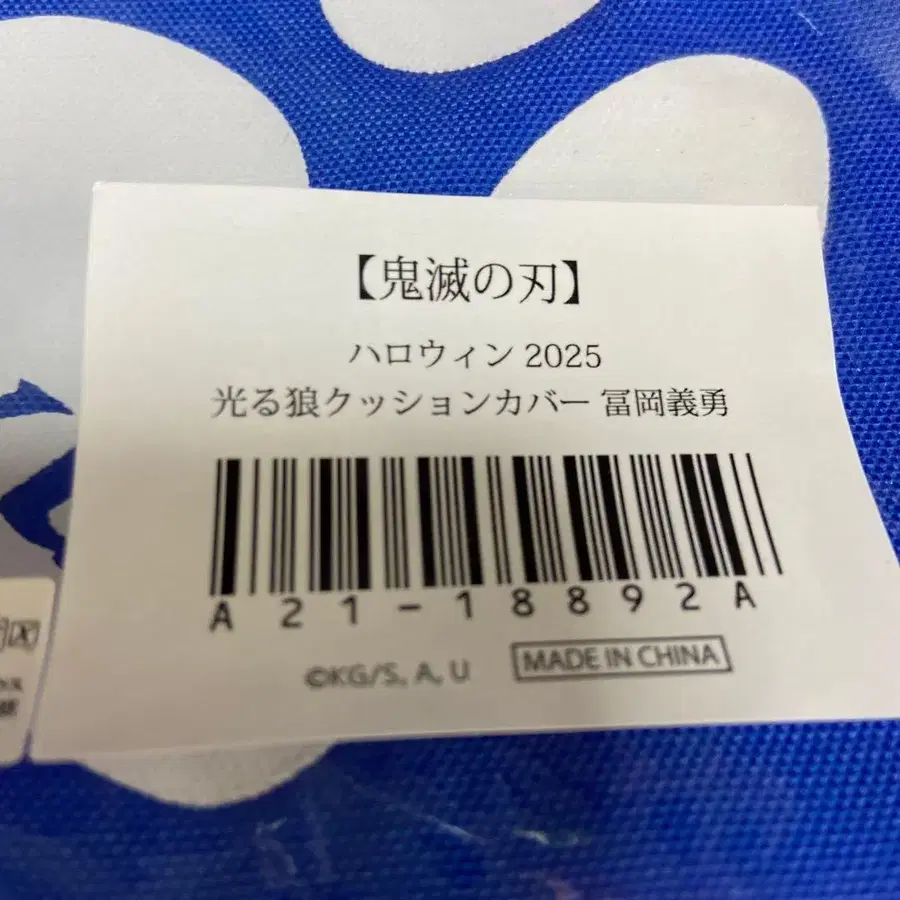 【鬼滅の刃】
ハロウィン 2025
光る狼クッションカバー 冨岡義勇
A21-18892A
©KG/S, A, U
MADE IN CHINA